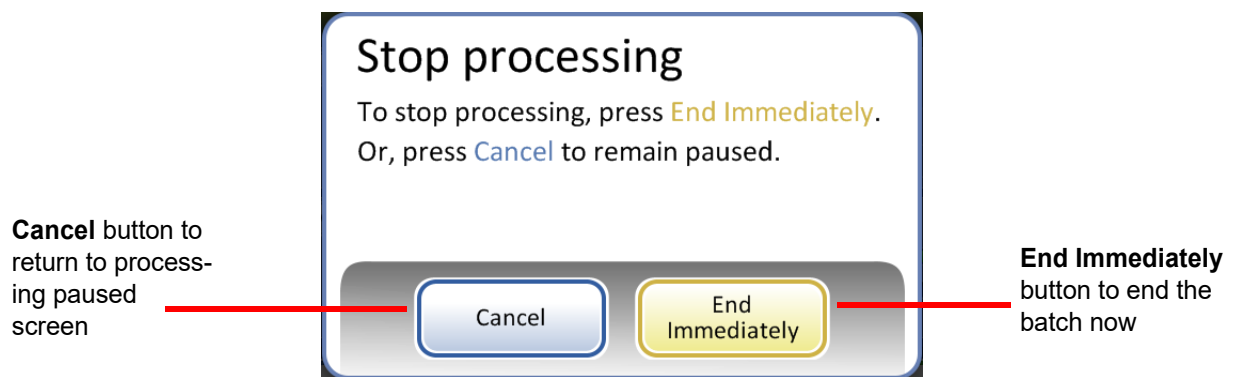 Stop processing
To stop processing, press End Immediately.
Or, press Cancel to remain paused.
Cancel button to
return to process-
ing paused
screen
Cancel
End
Immediately
End Immediately
button to end the
batch now